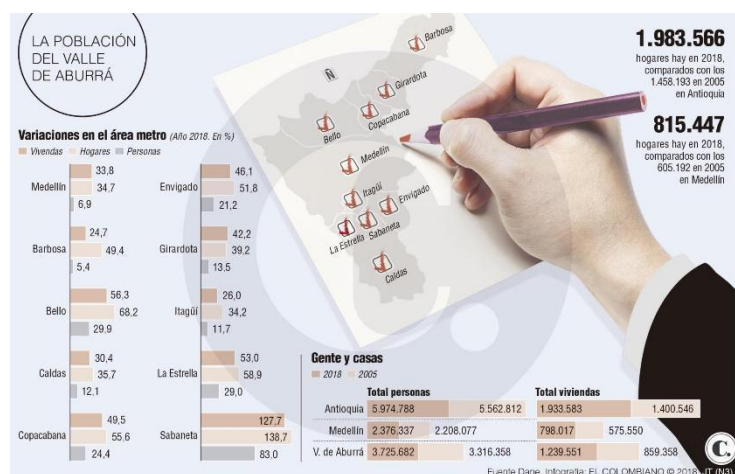 LA POBLACIÓN
DEL VALLE
DE ABURRÁ
Variaciones en el área metro (Año 2018. En %)
Viviendas Hogares Personas
Medellín
33,8
34,7
6,9
Barbosa
24,7
49,4
5,4
Bello
56,3
68,2
29,9
Caldas
30,4
35,7
12,1
Copacabana
49,5
55,6
24,4
Envigado
46,1
51,8
21,2
Girardota
42,2
39,2
13,5
Itagüí
26,0
34,2
11,7
La Estrella
53,0
58,9
29,0
Sabaneta
127,7
138,7
83,0
N
Barbosa
Girardota
Copacabana
Bello
Medellín
Itagüí
Envigado
La Estrella
Sabaneta
Caldas
1.983.566
hogares hay en 2018,
comparados con los
1.458.193 en 2005
en Antioquia
815.447
hogares hay en 2018,
comparados con los
605.192 en 2005
en Medellín
Gente y casas
2018 2005
Total personas Total viviendas
Antioquia 5.974.788 5.562.812 1.933.583 1.400.546
Medellín 2.376.337 2.208.077 798.017 575.550
V. de Aburrá 3.725.682 3.316.358 1.239.551 859.358
C.
Fuente Dane. Infografía: EL COLOMBIANO © 2018. JT (N3)